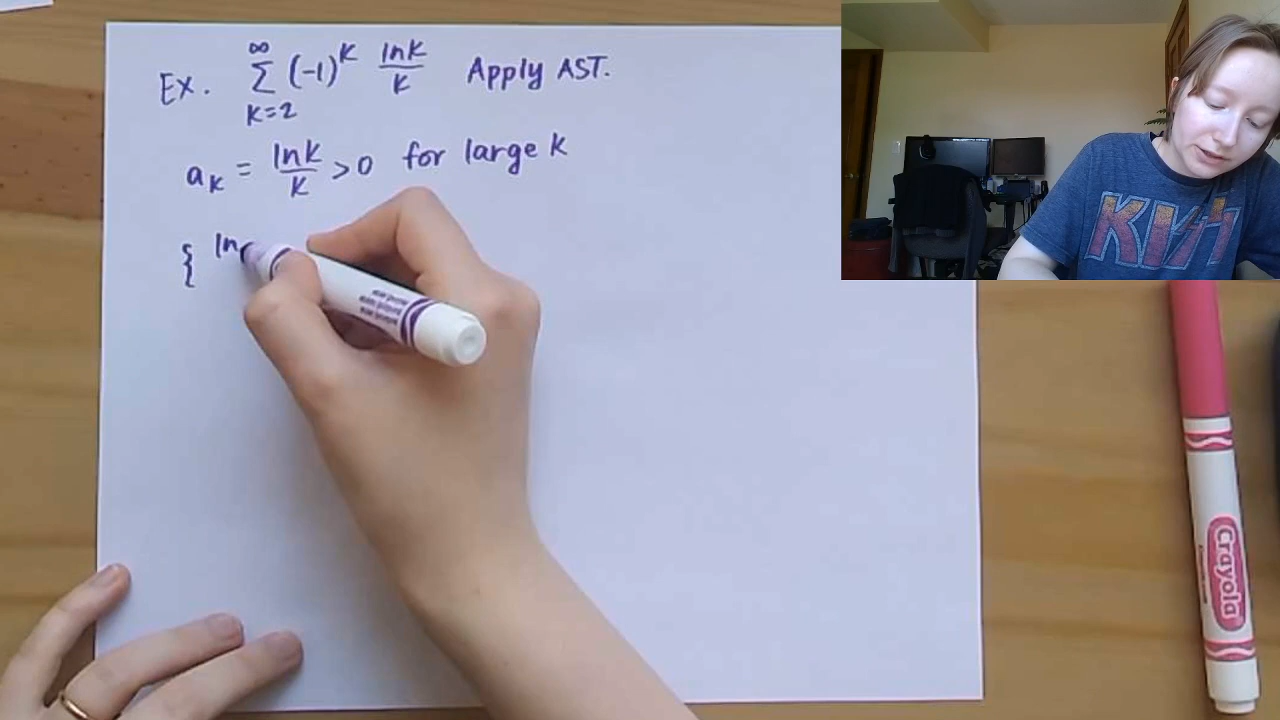 Ex. ∞ Σ k=2 (-1)^k ln k / k Apply AST.
a_k = ln k / k > 0 for large k
{ ln
KISS
Crayola